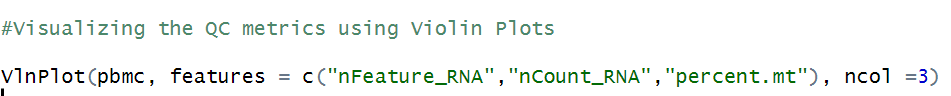 #Visualizing the QC metrics using Violin Plots
VlnPlot(pbmc, features = c("nFeature_RNA","nCount_RNA","percent.mt"), ncol =3)